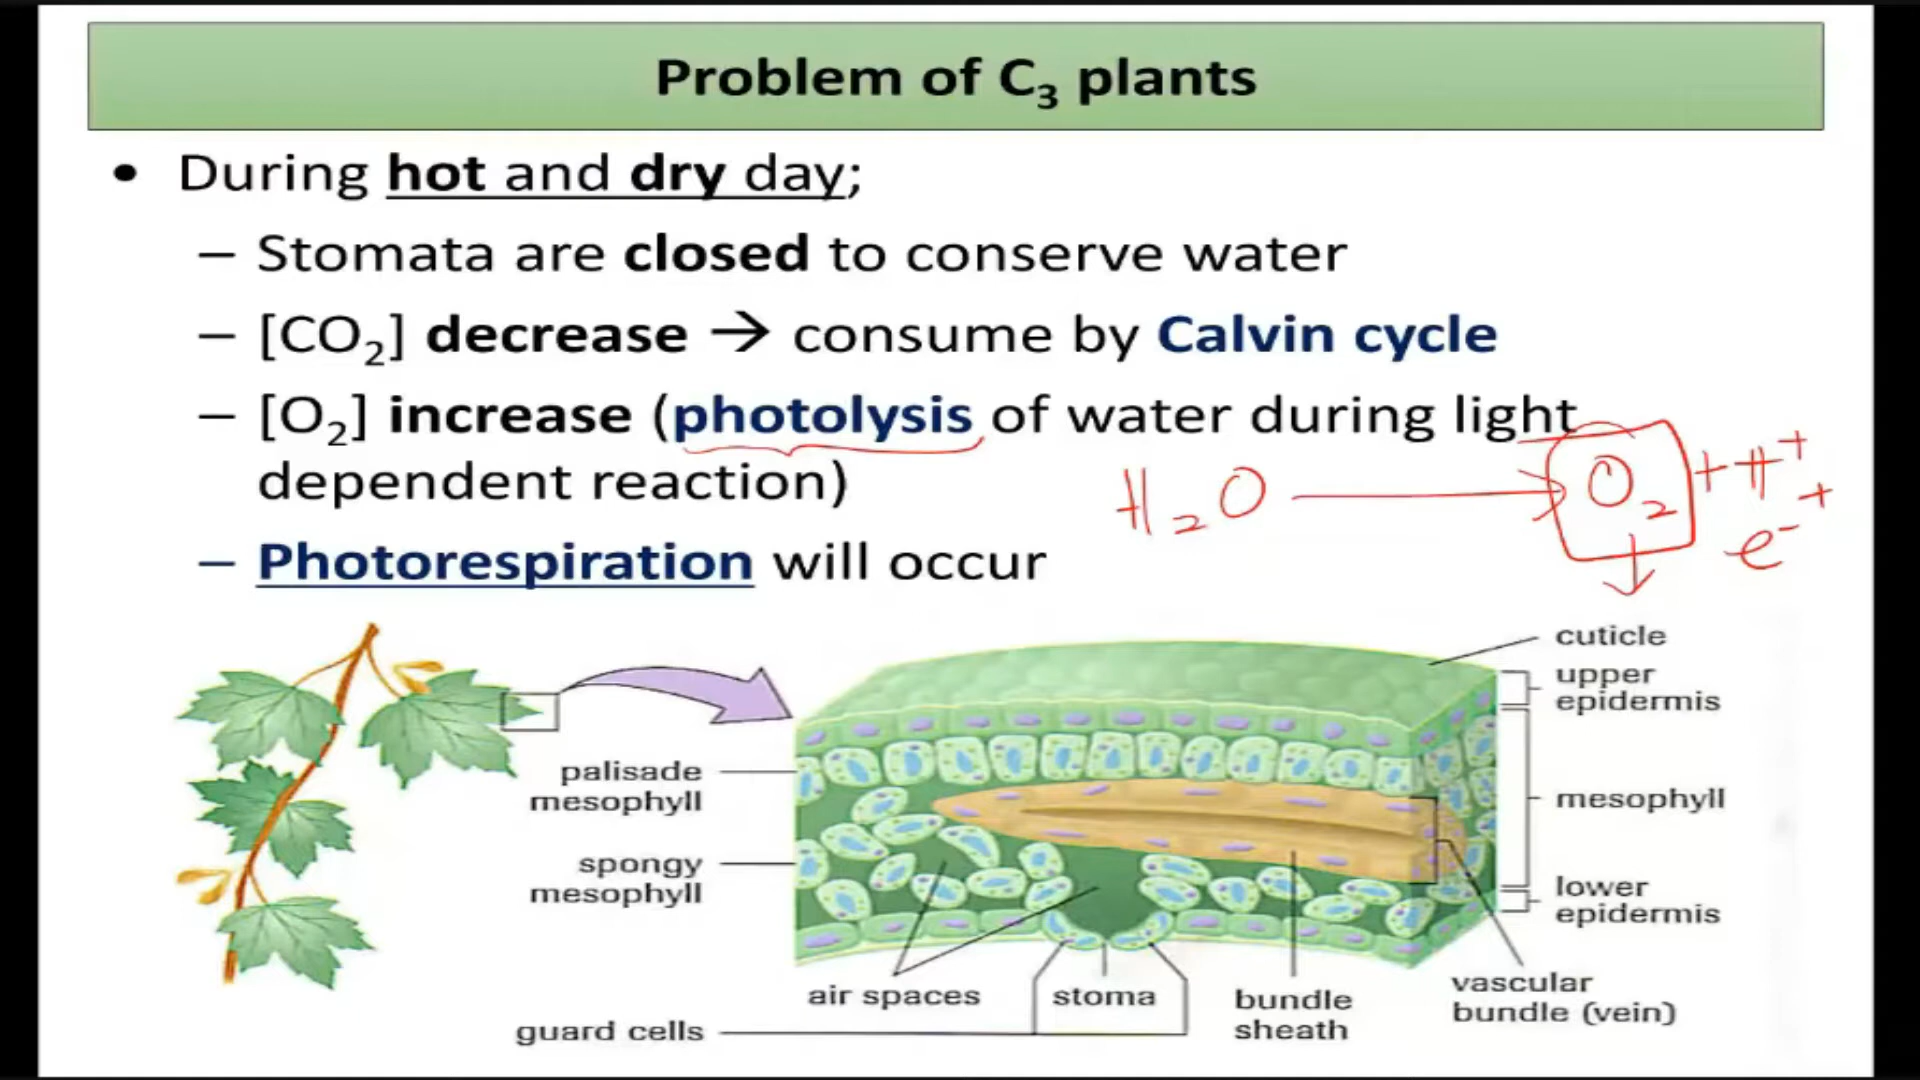 Problem of C₃ plants
• During hot and dry day;
– Stomata are closed to conserve water
– [CO₂] decrease → consume by Calvin cycle
– [O₂] increase (photolysis of water during light
dependent reaction)
H₂O → O₂ + H⁺ +
e⁻
– Photorespiration will occur
cuticle
upper
epidermis
palisade
mesophyll
mesophyll
spongy
mesophyll
lower
epidermis
air spaces
stoma
bundle
sheath
vascular
bundle (vein)
guard cells